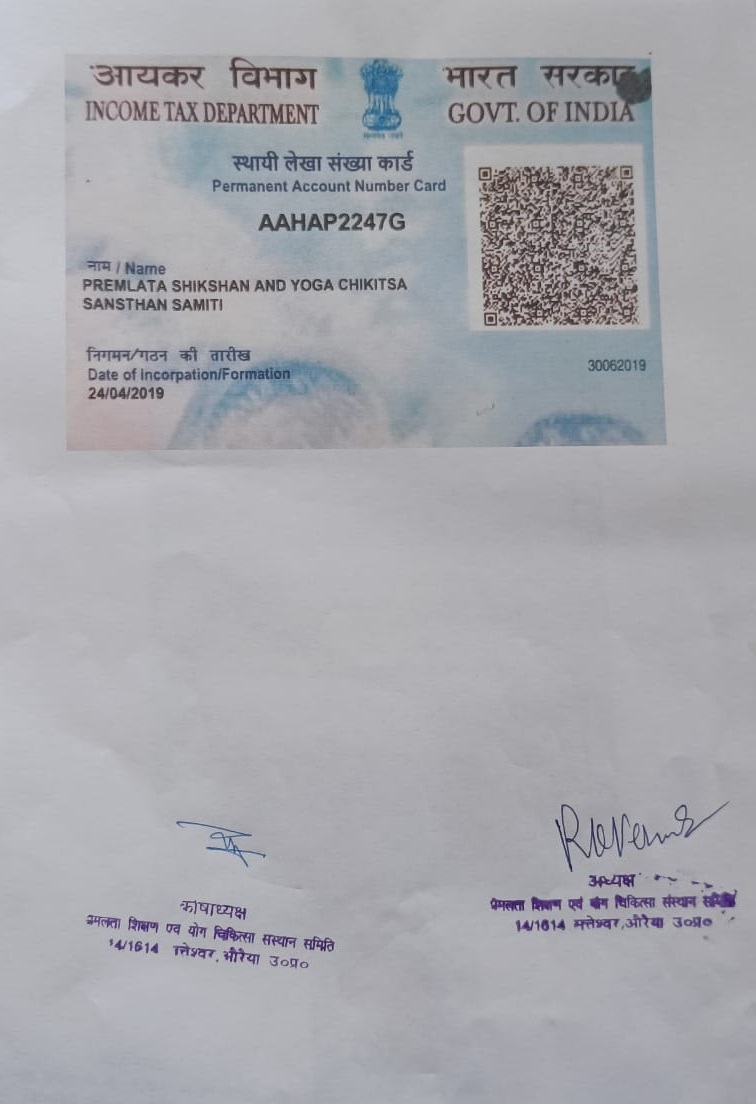 आयकर विभाग
INCOME TAX DEPARTMENT
भारत सरकार
GOVT. OF INDIA
स्थायी लेखा संख्या कार्ड
Permanent Account Number Card
AAHAP2247G
नाम / Name
PREMLATA SHIKSHAN AND YOGA CHIKITSA
SANSTHAN SAMITI
निगमन/गठन की तारीख
Date of Incorpation/Formation
24/04/2019
30062019
कोषाध्यक्ष
प्रेमलता शिक्षण एवं योग चिकित्सा संस्थान समिति
14/1614 त्तेश्वर, औरैया उ०प्र०
अध्यक्ष
प्रेमलता शिक्षण एवं योग चिकित्सा संस्थान समिति
14/1614 मत्तेश्वर, औरैया उ०प्र०